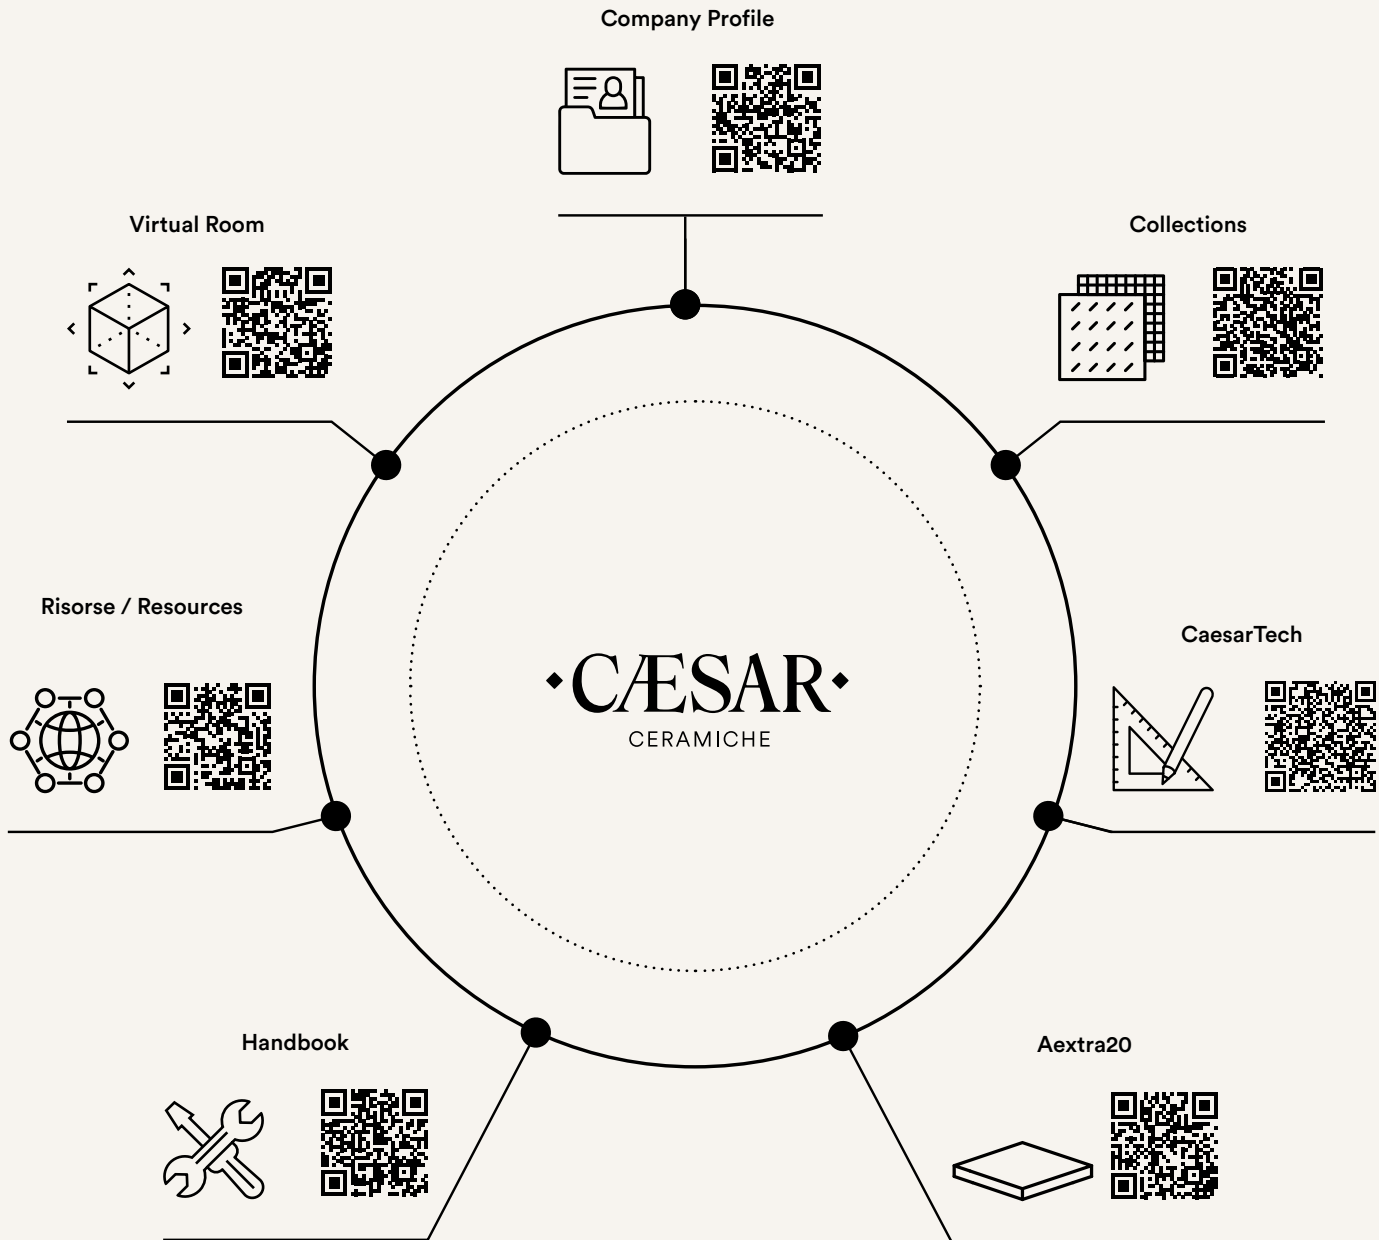 Company Profile
Virtual Room
Collections
Risorse / Resources
CaesarTech
CÆSAR
CERAMICHE
Handbook
Aextra20